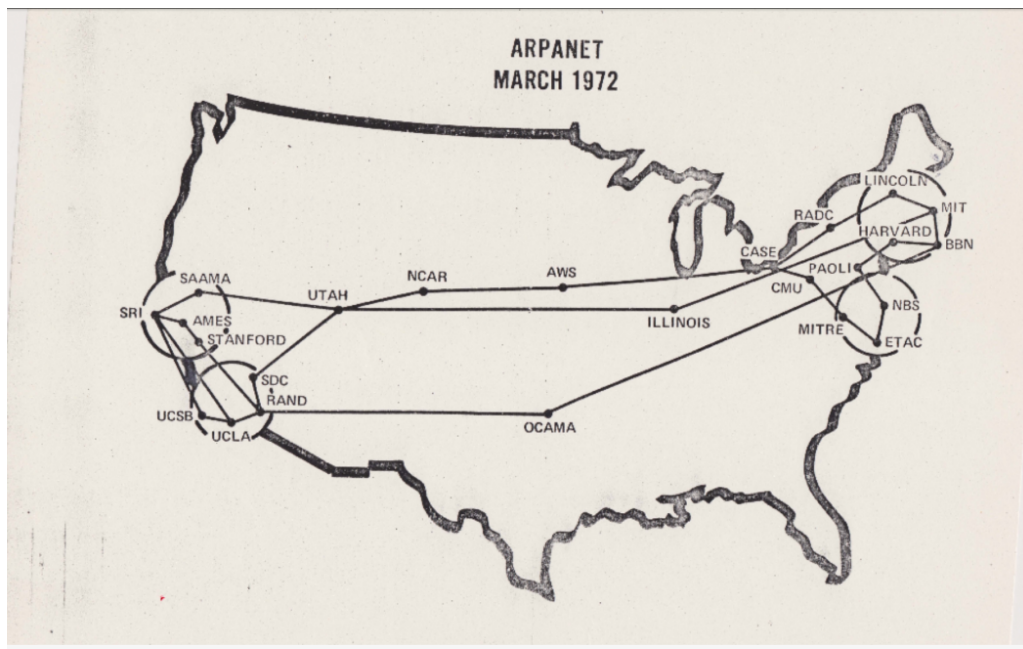 ARPANET
MARCH 1972
LINCOLN
RADC
MIT
HARVARD
BBN
CASE
PAOLI
CMU
NBS
MITRE
ETAC
SAAMA
NCAR
AWS
UTAH
SRI
AMES
ILLINOIS
STANFORD
SDC
RAND
UCSB
UCLA
OCAMA